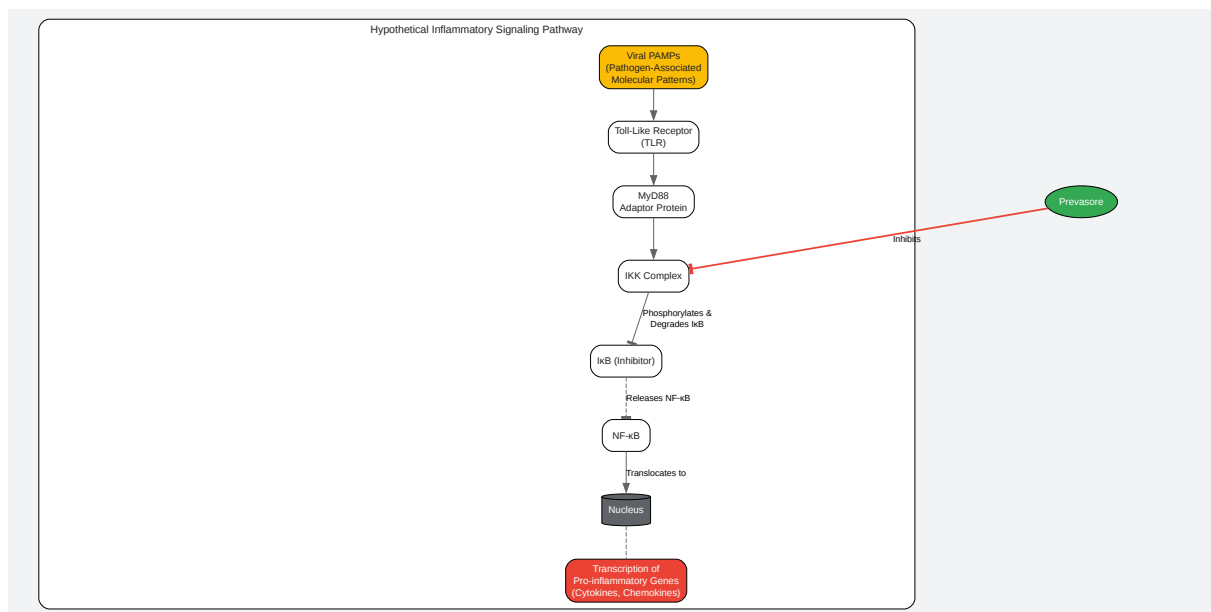 Hypothetical Inflammatory Signaling Pathway
Viral PAMPs
(Pathogen-Associated
Molecular Patterns)
Toll-Like Receptor
(TLR)
MyD88
Adaptor Protein
Prevasore
Inhibits
IKK Complex
Phosphorylates &
Degrades IκB
IκB (Inhibitor)
Releases NF-κB
NF-κB
Translocates to
Nucleus
Transcription of
Pro-inflammatory Genes
(Cytokines, Chemokines)